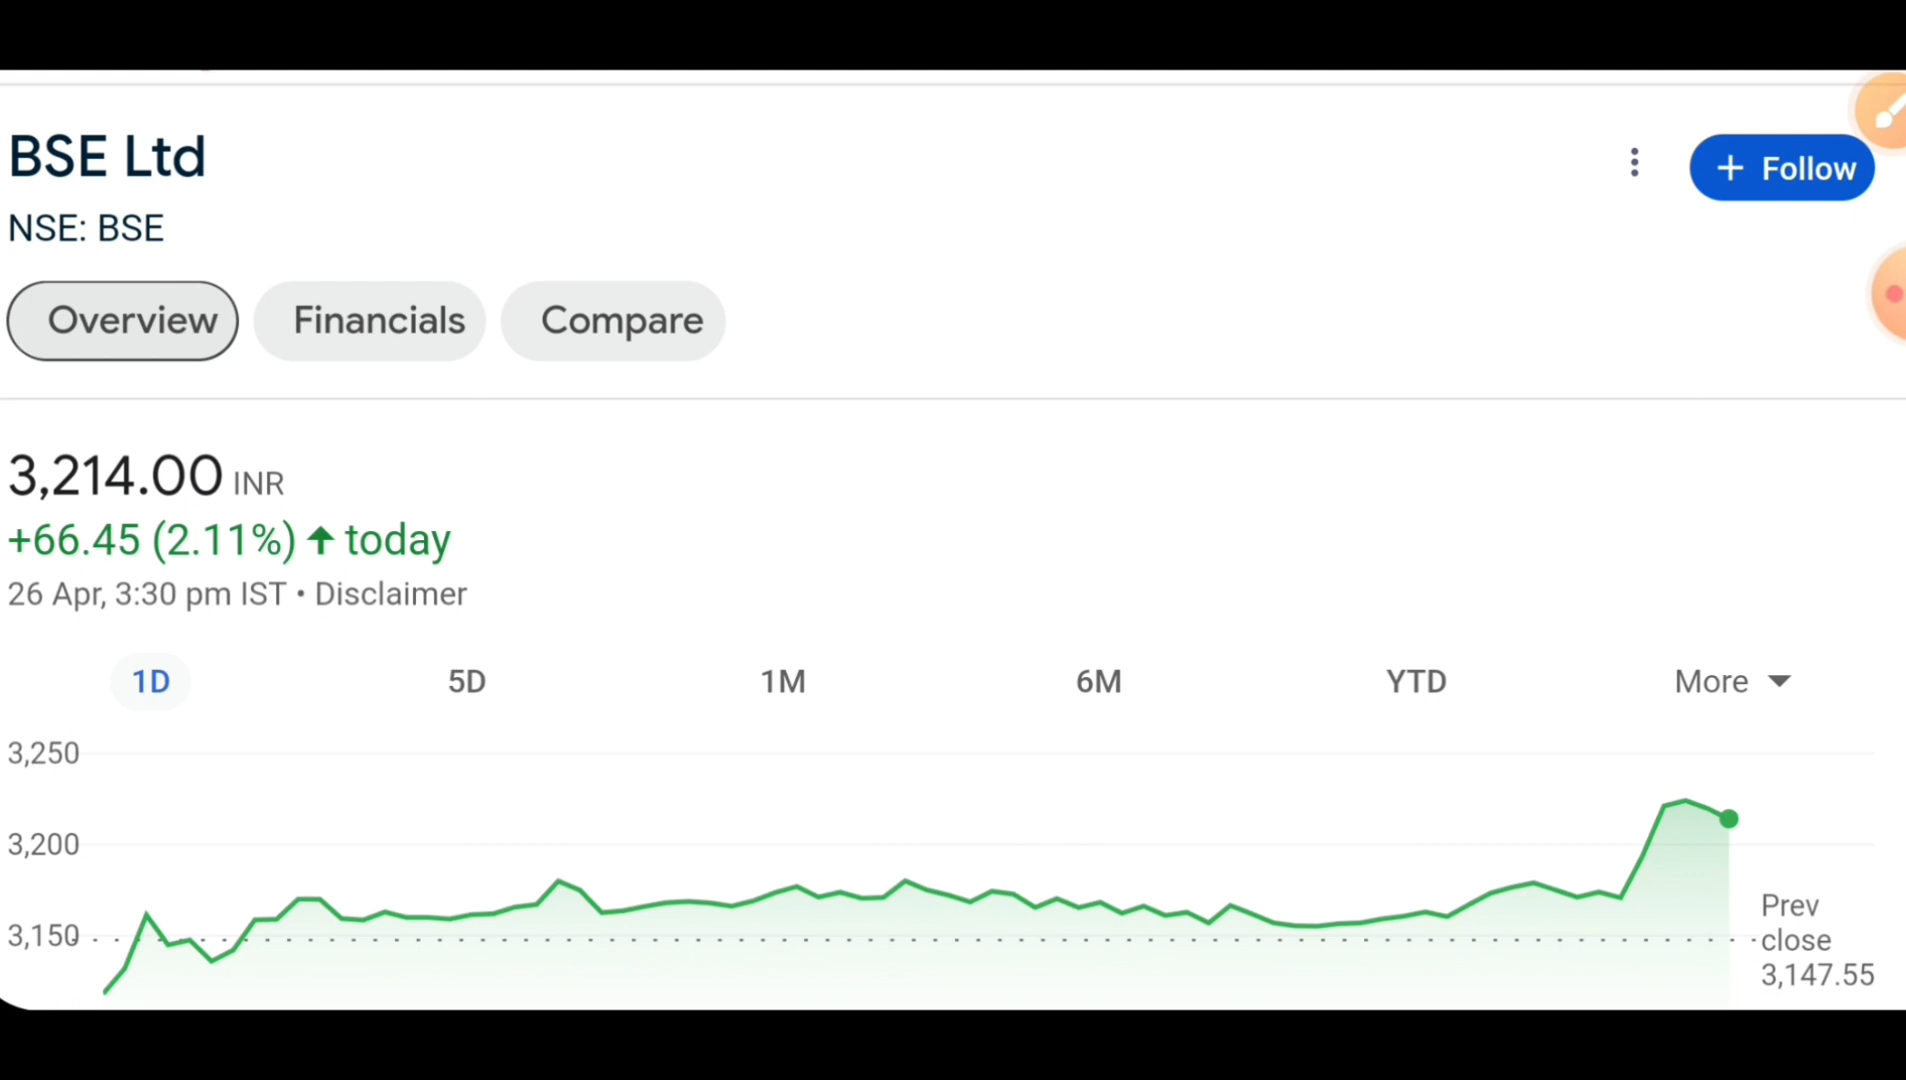 BSE Ltd
+ Follow
NSE: BSE
Overview Financials Compare
3,214.00 INR
+66.45 (2.11%) ↑ today
26 Apr, 3:30 pm IST • Disclaimer
1D 5D 1M 6M YTD More
3,250
3,200
3,150
Prev
close
3,147.55